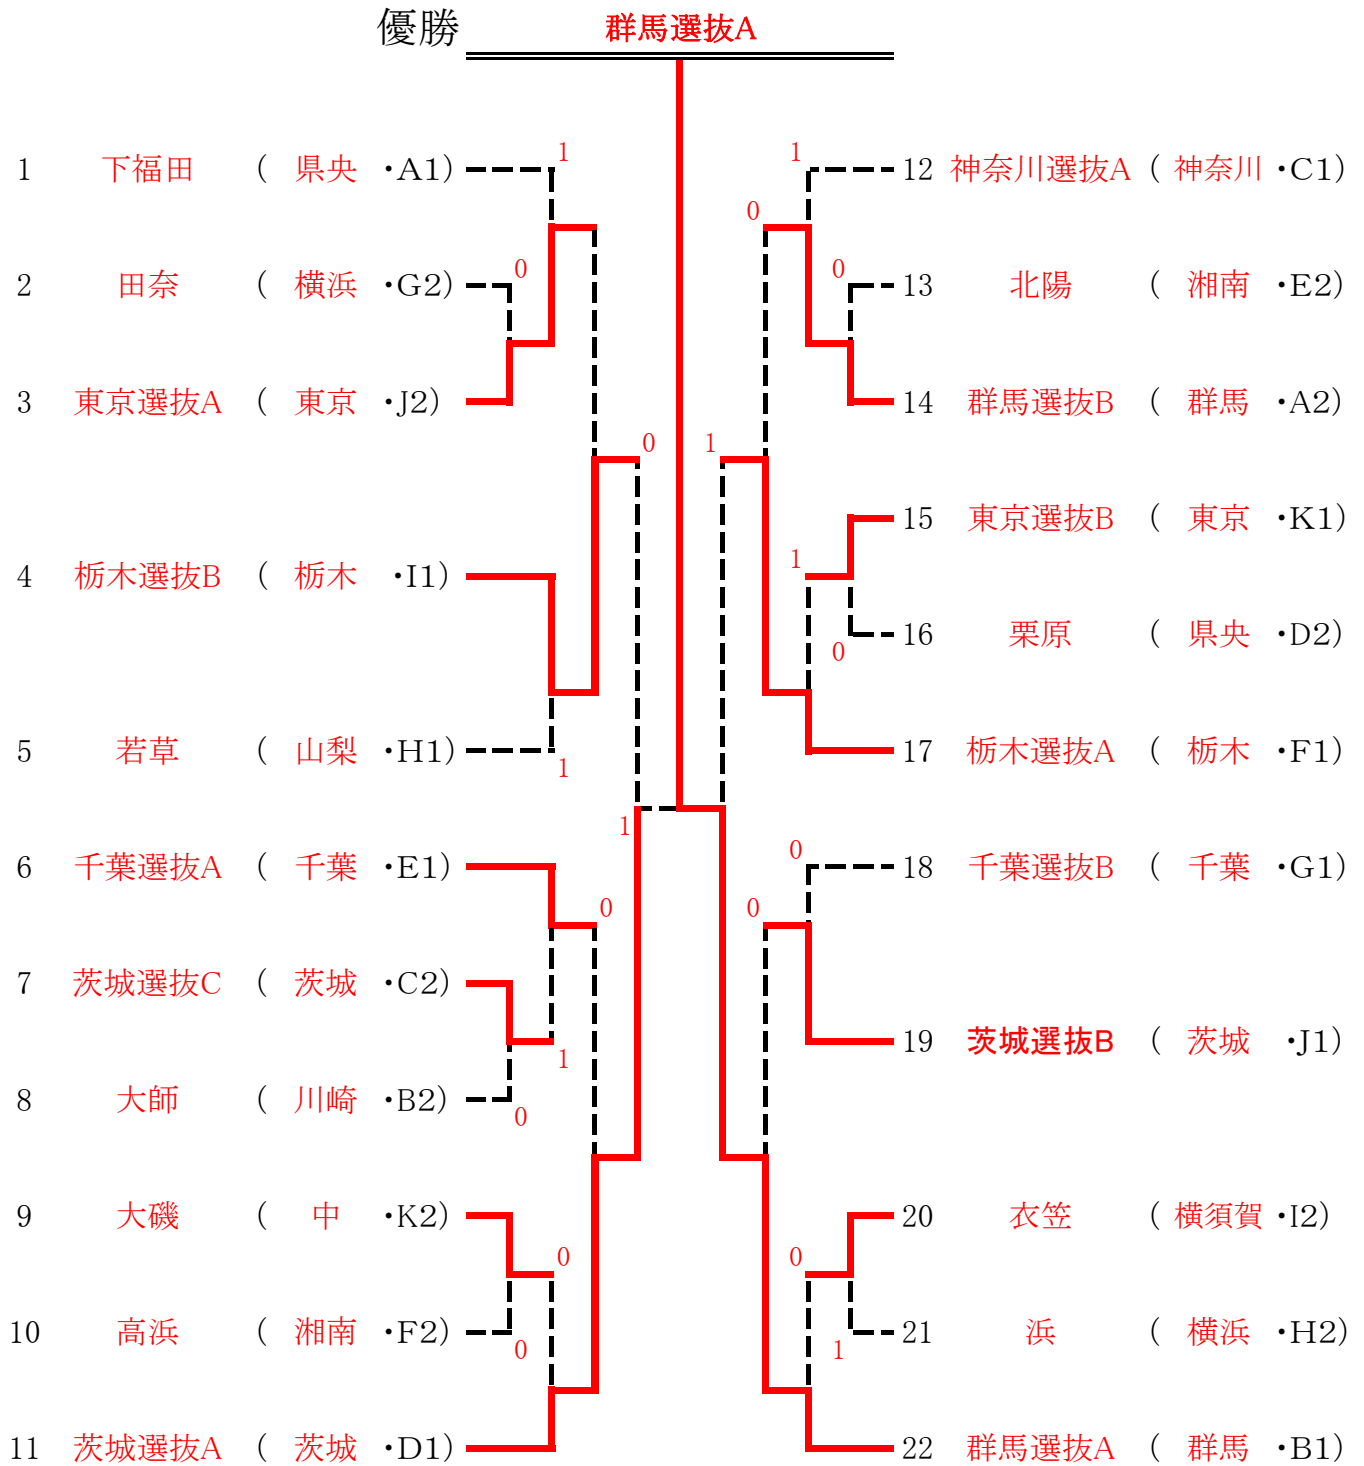 優勝 群馬選抜A
1 下福田 ( 県央 ・A1) 1
2 田奈 ( 横浜 ・G2) 0
3 東京選抜A ( 東京 ・J2)
0
4 栃木選抜B ( 栃木 ・I1)
5 若草 ( 山梨 ・H1) 1
1
6 千葉選抜A ( 千葉 ・E1)
0
7 茨城選抜C ( 茨城 ・C2)
1
8 大師 ( 川崎 ・B2) 0
9 大磯 ( 中 ・K2)
0
10 高浜 ( 湘南 ・F2) 0
11 茨城選抜A ( 茨城 ・D1)
1 12 神奈川選抜A ( 神奈川 ・C1)
0
0 13 北陽 ( 湘南 ・E2)
14 群馬選抜B ( 群馬 ・A2)
1
15 東京選抜B ( 東京 ・K1)
1
0 16 栗原 ( 県央 ・D2)
17 栃木選抜A ( 栃木 ・F1)
0 18 千葉選抜B ( 千葉 ・G1)
0
19 茨城選抜B ( 茨城 ・J1)
20 衣笠 ( 横須賀 ・I2)
0
1 21 浜 ( 横浜 ・H2)
22 群馬選抜A ( 群馬 ・B1)